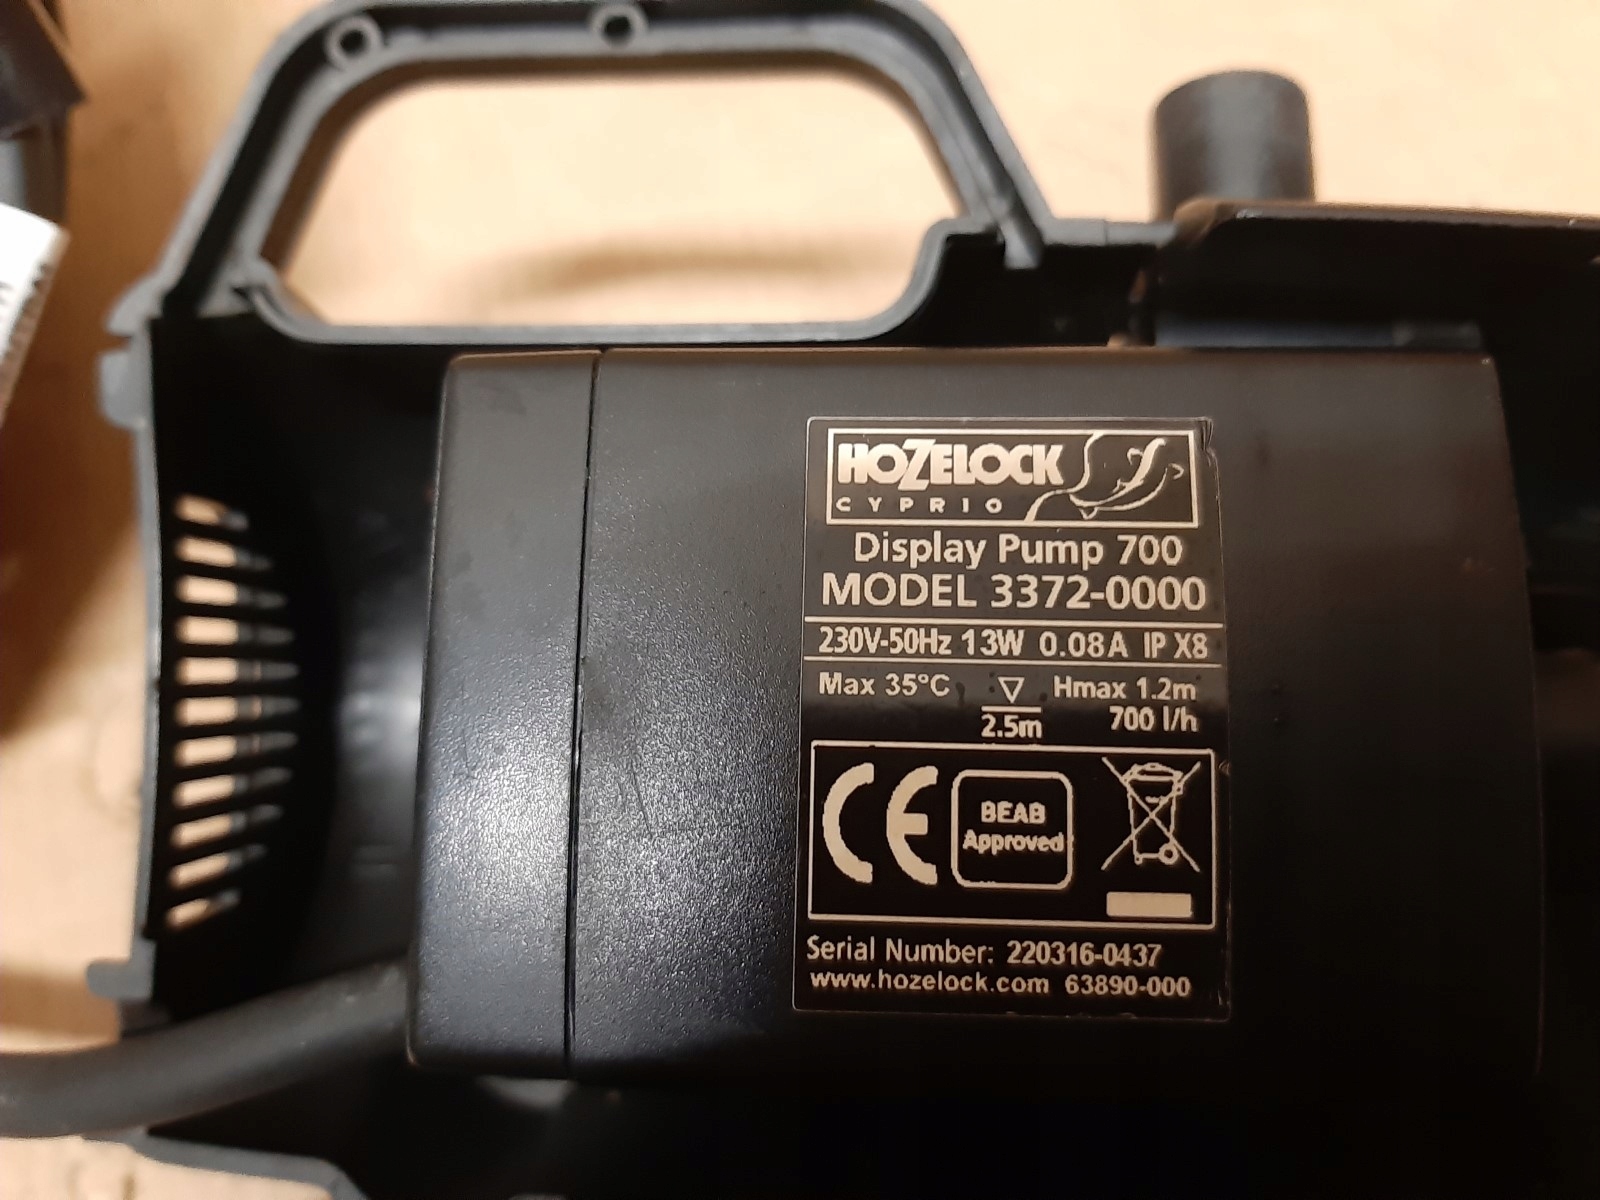 HOZELOCK
CYPRIO
Display Pump 700
MODEL 3372-0000
230V-50Hz 13W 0.08A IP X8
Max 35°C Hmax 1.2m
2.5m 700 l/h
CE
BEAB
Approved
Serial Number: 220316-0437
www.hozelock.com 63890-000